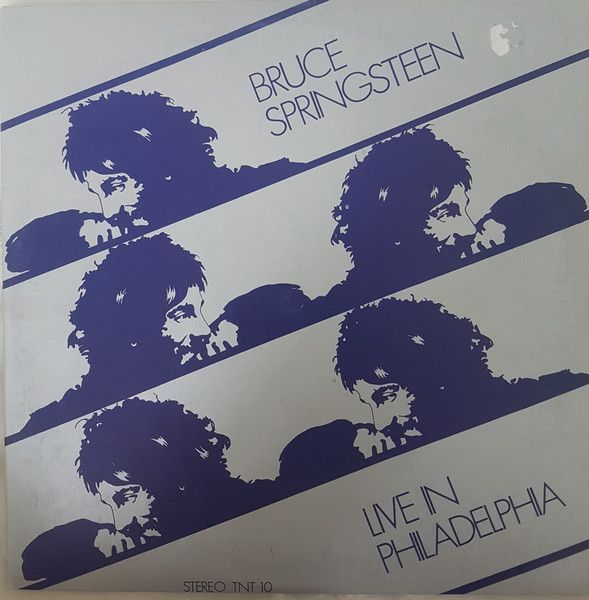 BRUCE
SPRINGSTEEN
LIVE IN
PHILADELPHIA
STEREO TNT 10